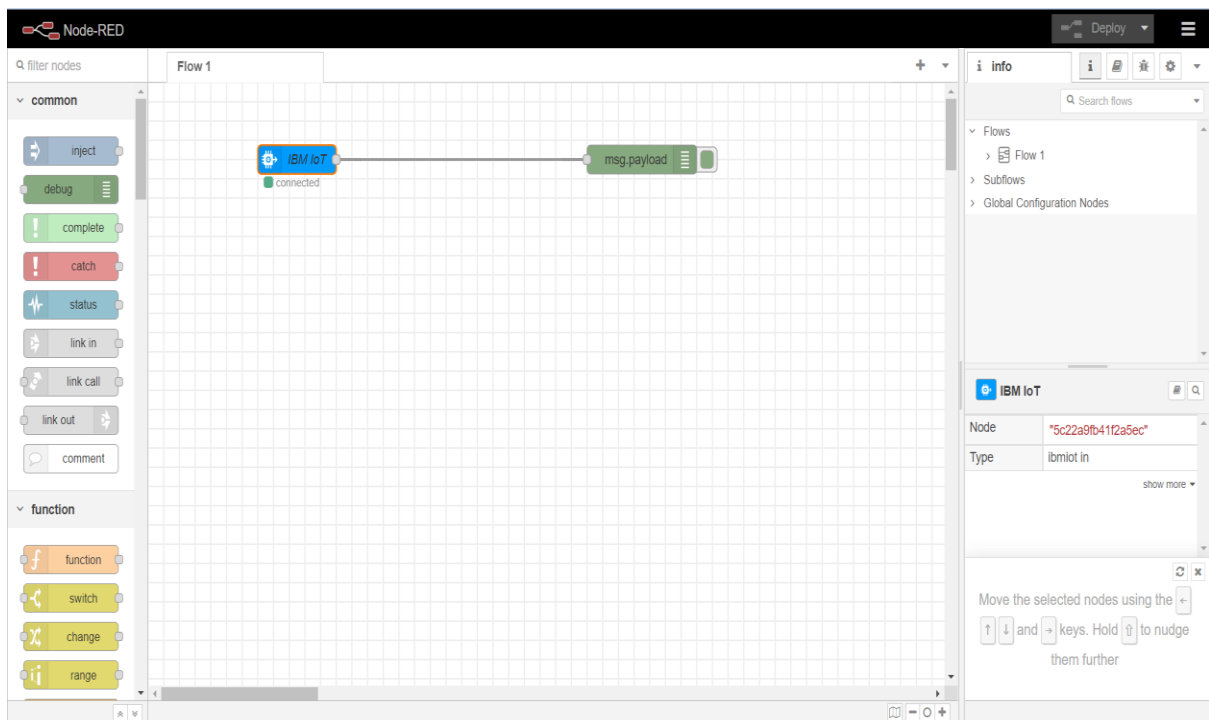 Node-RED
Deploy
filter nodes
Flow 1
i info
i
Search flows
common
inject
debug
complete
catch
status
link in
link call
link out
comment
function
function
switch
change
range
IBM IoT
connected
msg.payload
Flows
Flow 1
Subflows
Global Configuration Nodes
IBM IoT
Node "5c22a9fb41f2a5ec"
Type ibmiot in
show more
Move the selected nodes using the ←
↑ ↓ and → keys. Hold ⇧ to nudge
them further